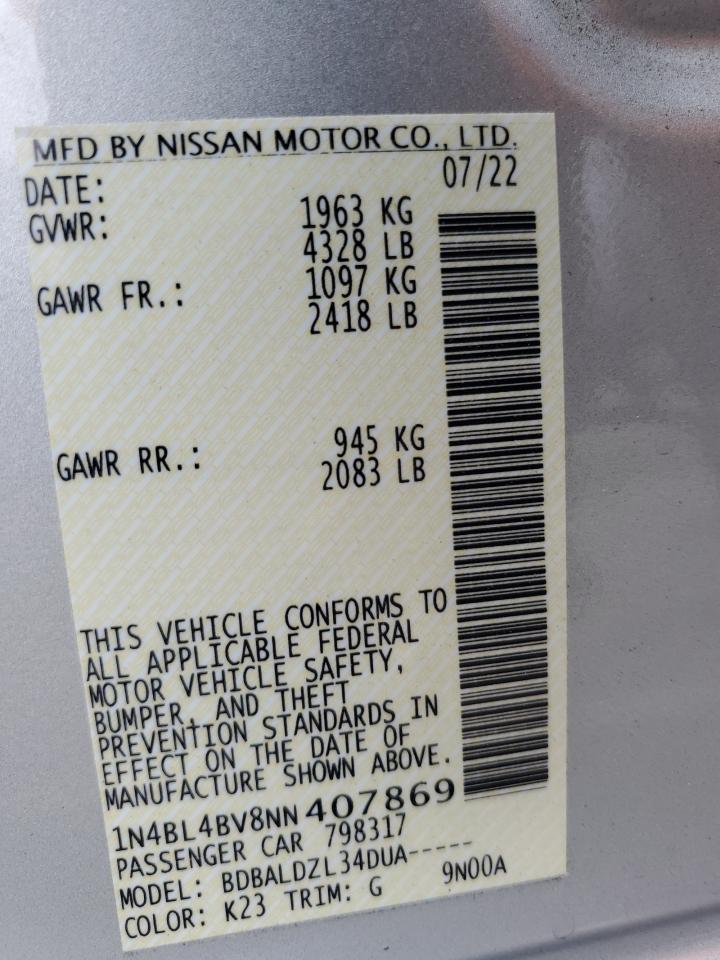 MFD BY NISSAN MOTOR CO., LTD.
DATE: 07/22
GVWR: 1963 KG
4328 LB
GAWR FR.: 1097 KG
2418 LB
GAWR RR.: 945 KG
2083 LB
THIS VEHICLE CONFORMS TO
ALL APPLICABLE FEDERAL
MOTOR VEHICLE SAFETY,
BUMPER, AND THEFT
PREVENTION STANDARDS IN
EFFECT ON THE DATE OF
MANUFACTURE SHOWN ABOVE.
1N4BL4BV8NN407869
PASSENGER CAR 798317
MODEL: BDBALDZL34DUA-----
COLOR: K23 TRIM: G 9N00A